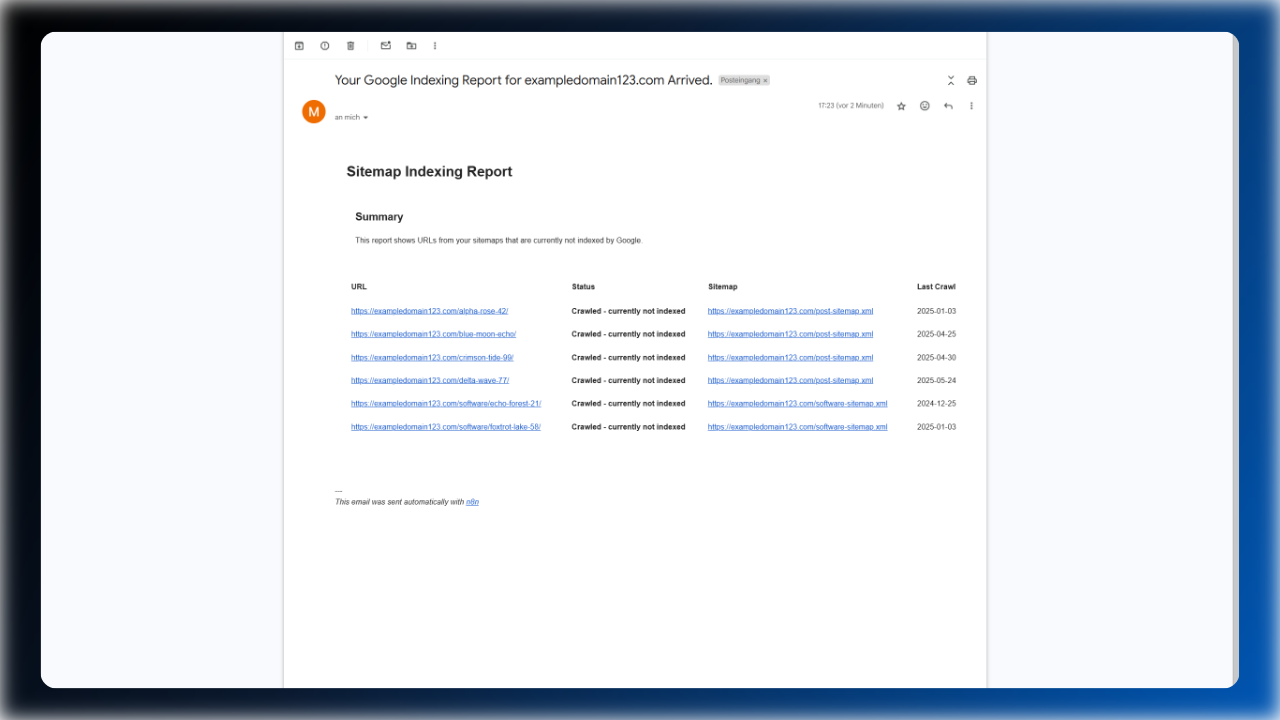 Your Google Indexing Report for exampledomain123.com Arrived. Posteingang ×
M
17:23 (vor 2 Minuten)
an mich
Sitemap Indexing Report
Summary
This report shows URLs from your sitemaps that are currently not indexed by Google.
URL Status Sitemap Last Crawl
https://exampledomain123.com/alpha-rose-42/ Crawled - currently not indexed https://exampledomain123.com/post-sitemap.xml 2025-01-03
https://exampledomain123.com/blue-moon-echo/ Crawled - currently not indexed https://exampledomain123.com/post-sitemap.xml 2025-04-25
https://exampledomain123.com/crimson-tide-99/ Crawled - currently not indexed https://exampledomain123.com/post-sitemap.xml 2025-04-30
https://exampledomain123.com/delta-wave-77/ Crawled - currently not indexed https://exampledomain123.com/post-sitemap.xml 2025-05-24
https://exampledomain123.com/software/echo-forest-21/ Crawled - currently not indexed https://exampledomain123.com/software-sitemap.xml 2024-12-25
https://exampledomain123.com/software/foxtrot-lake-58/ Crawled - currently not indexed https://exampledomain123.com/software-sitemap.xml 2025-01-03
---
This email was sent automatically with n8n